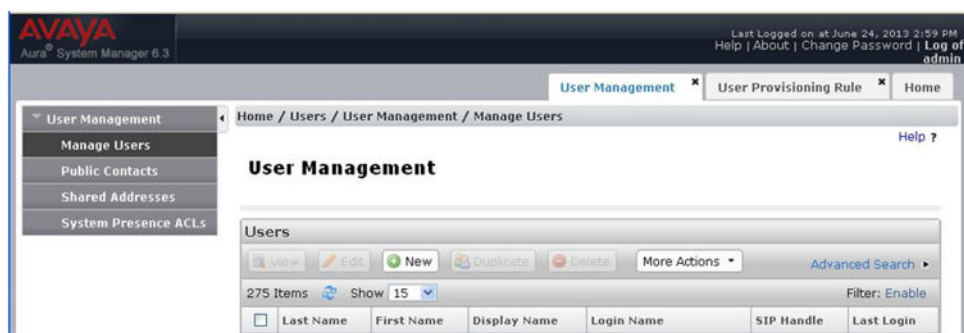 AVAYA
Aura® System Manager 6.3
Last Logged on at June 24, 2013 2:59 PM
Help | About | Change Password | Log of
admin
User Management ×
User Provisioning Rule ×
Home
User Management
Manage Users
Public Contacts
Shared Addresses
System Presence ACLs
Home / Users / User Management / Manage Users
Help ?
User Management
Users
View Edit New Duplicate Delete More Actions Advanced Search
275 Items Show 15 Filter: Enable
Last Name First Name Display Name Login Name SIP Handle Last Login